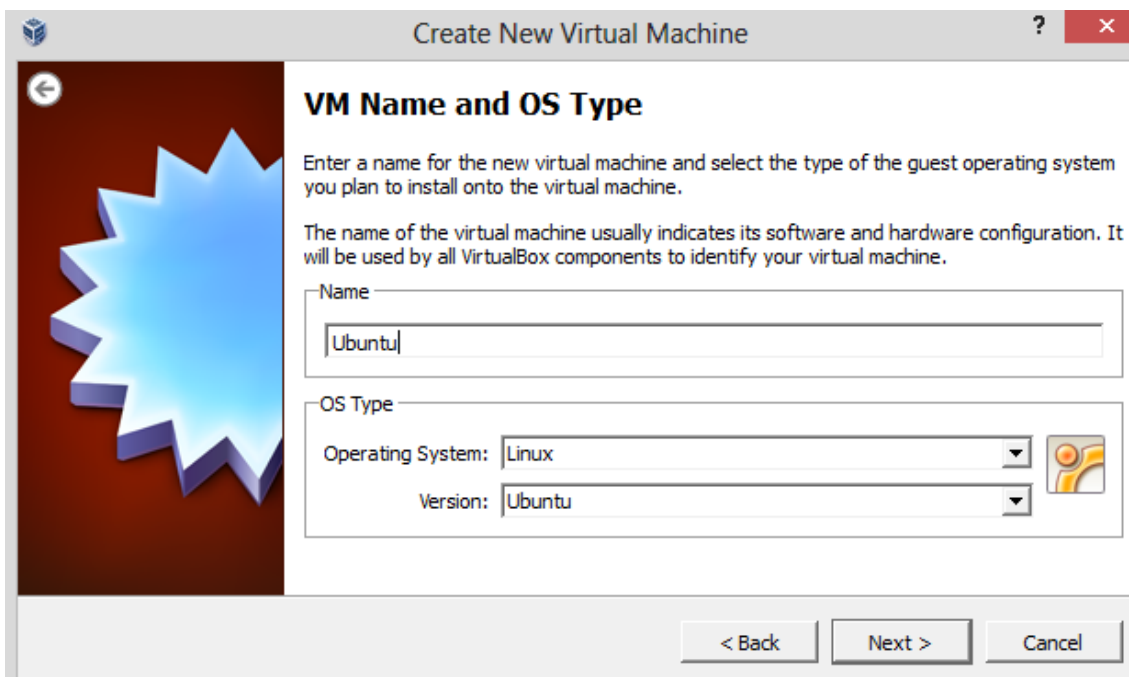 Create New Virtual Machine
?
VM Name and OS Type
Enter a name for the new virtual machine and select the type of the guest operating system
you plan to install onto the virtual machine.
The name of the virtual machine usually indicates its software and hardware configuration. It
will be used by all VirtualBox components to identify your virtual machine.
Name
Ubuntu
OS Type
Operating System: Linux
Version: Ubuntu
< Back Next > Cancel